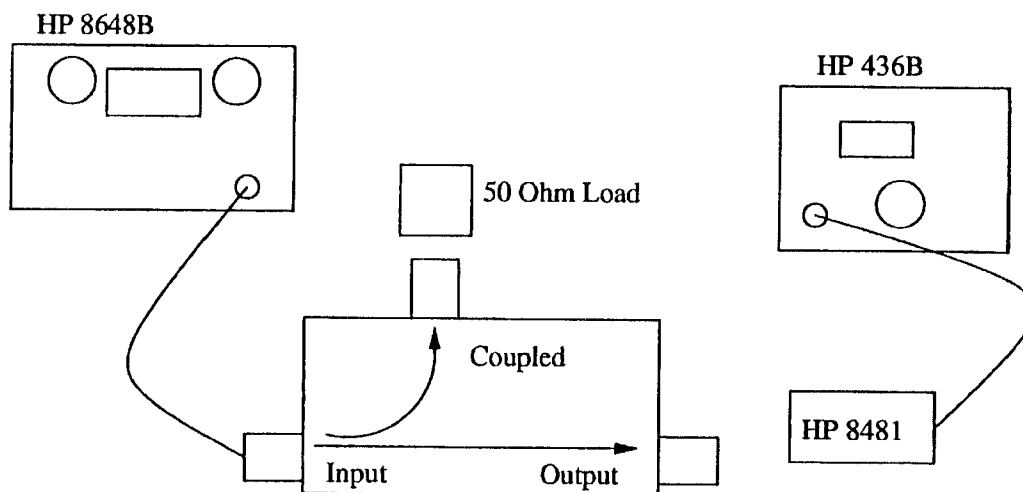 HP 8648B
HP 436B
50 Ohm Load
Coupled
HP 8481
Input
Output